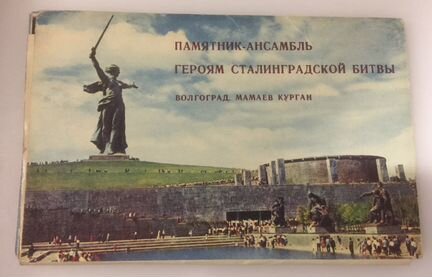 ПАМЯТНИК-АНСАМБЛЬ
ГЕРОЯМ СТАЛИНГРАДСКОЙ БИТВЫ
ВОЛГОГРАД. МАМАЕВ КУРГАН